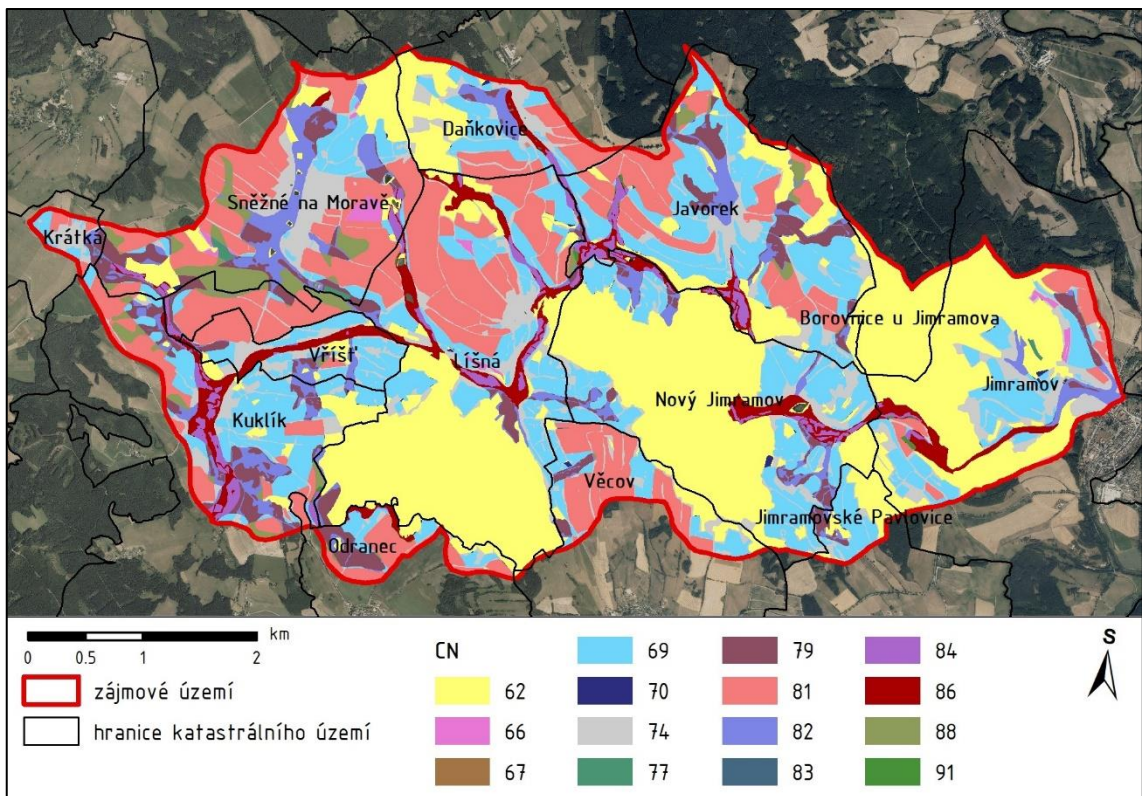 Daňkovice
Sněžné na Moravě
Javorek
Krátká
Borovnice u Jimramova
Vříšť
Líšná
Jimramov
Nový Jimramov
Kuklík
Věcov
Jimramovské Pavlovice
Odranec
km
0 0.5 1 2
zájmové území
hranice katastrálního území
CN
62
66
67
69
70
74
77
79
81
82
83
84
86
88
91
S